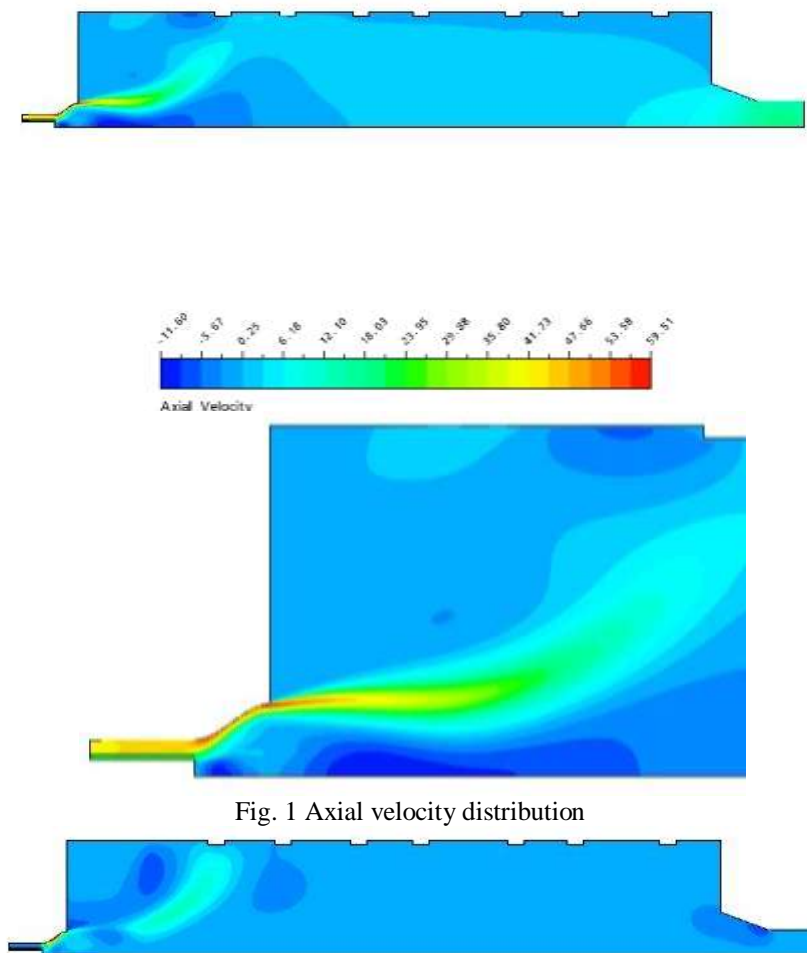 -11.60 -5.67 0.25 6.18 12.10 18.03 23.95 29.88 35.80 41.73 47.66 53.58 59.51
Axial Velocity
Fig. 1 Axial velocity distribution